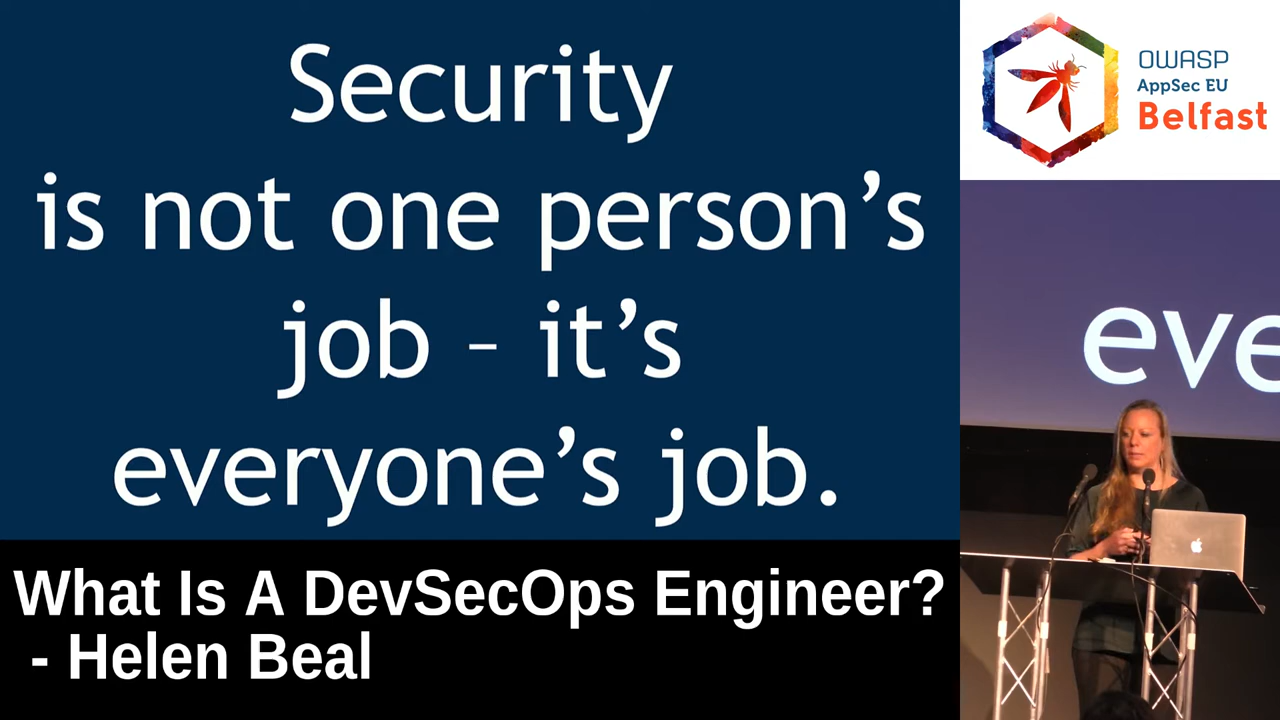 Security
is not one person’s
job – it’s
everyone’s job.
OWASP
AppSec EU
Belfast
eve
What Is A DevSecOps Engineer?
- Helen Beal